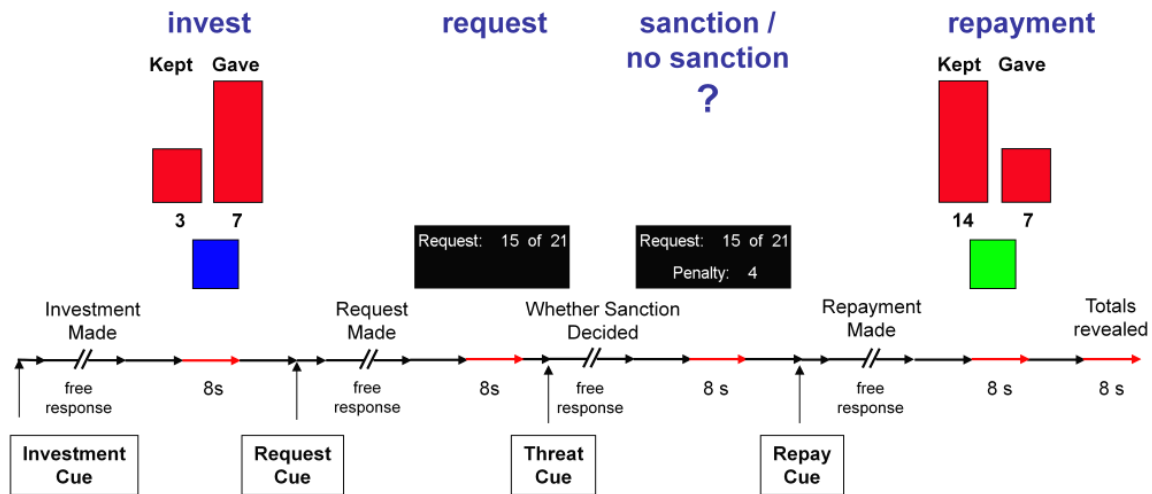 invest
request
sanction /
no sanction
?
repayment
Kept Gave
3 7
Request: 15 of 21
Request: 15 of 21
Penalty: 4
Kept Gave
14 7
Investment
Made
Request
Made
Whether Sanction
Decided
Repayment
Made
Totals
revealed
free
response
8s
free
response
8s
free
response
8 s
free
response
8 s
8 s
Investment
Cue
Request
Cue
Threat
Cue
Repay
Cue